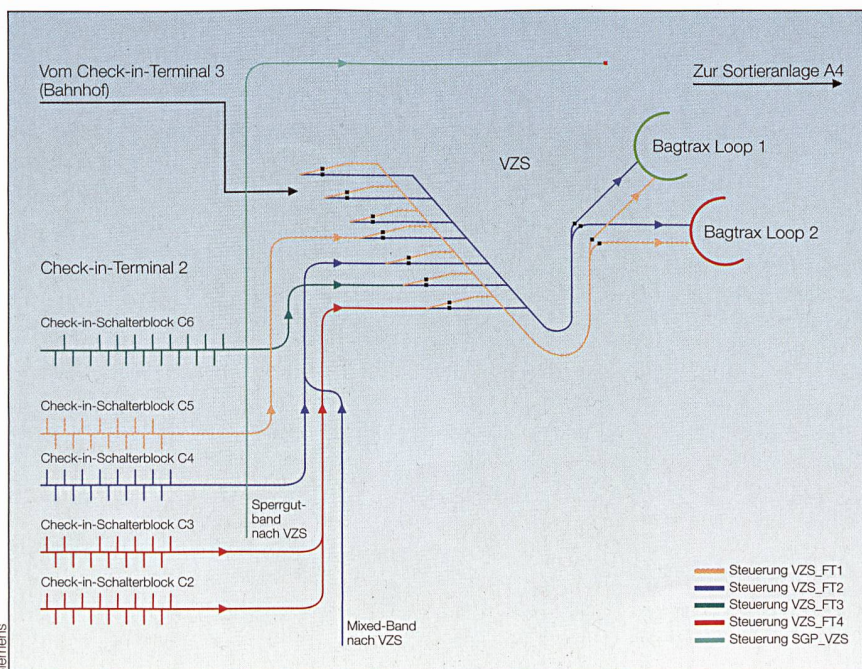 Vom Check-in-Terminal 3
(Bahnhof)
Zur Sortieranlage A4
VZS
Bagtrax Loop 1
Bagtrax Loop 2
Check-in-Terminal 2
Check-in-Schalterblock C6
Check-in-Schalterblock C5
Check-in-Schalterblock C4
Sperrgut-
band
nach VZS
Check-in-Schalterblock C3
Check-in-Schalterblock C2
Mixed-Band
nach VZS
Steuerung VZS_FT1
Steuerung VZS_FT2
Steuerung VZS_FT3
Steuerung VZS_FT4
Steuerung SGP_VZS